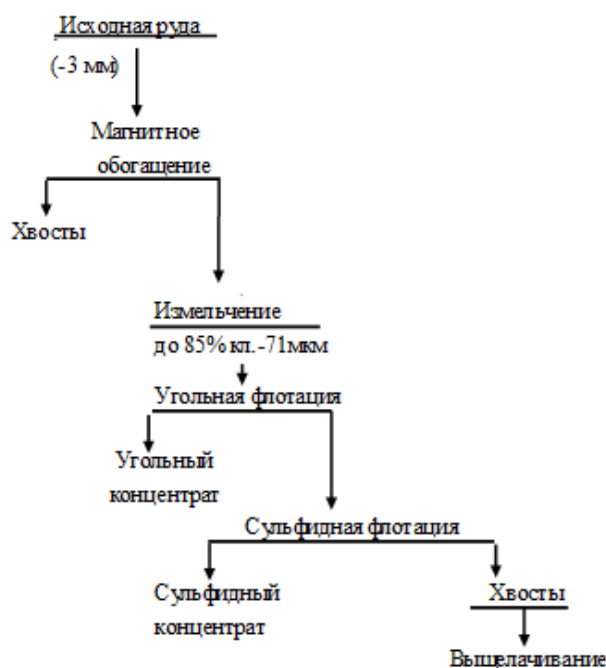 Исходная руда
(-3 мм)
Магнитное
обогащение
Хвосты
Измельчение
до 85% кл.-71мкм
Угольная флотация
Угольный
концентрат
Сульфидная флотация
Сульфидный
концентрат
Хвосты
Выщелачивание